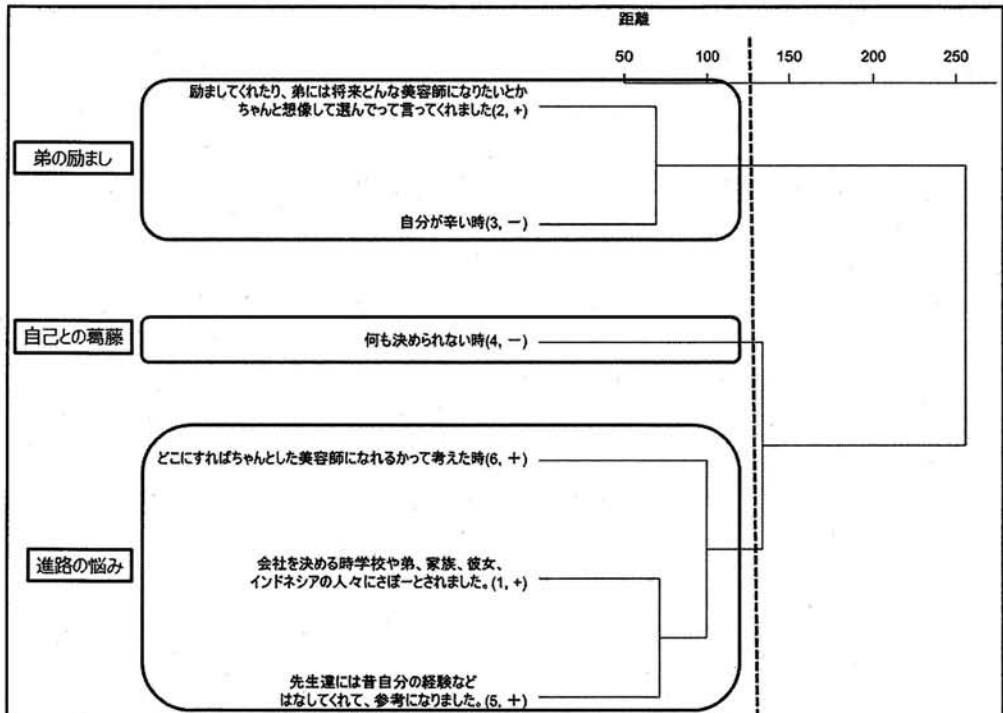 距離
50 100 150 200 250
励ましてくれたり、弟には将来どんな美容師になりたいとか
ちゃんと想像して選んでって言ってくれました(2, +)
弟の励まし
自分が辛い時(3, −)
自己との葛藤
何も決められない時(4, −)
どこにすればちゃんとした美容師になれるかって考えた時(6, +)
進路の悩み
会社を決める時学校や弟、家族、彼女、
インドネシアの人々にさぽーとされました。(1, +)
先生達には昔自分の経験など
はなしてくれて、参考になりました。(5, +)